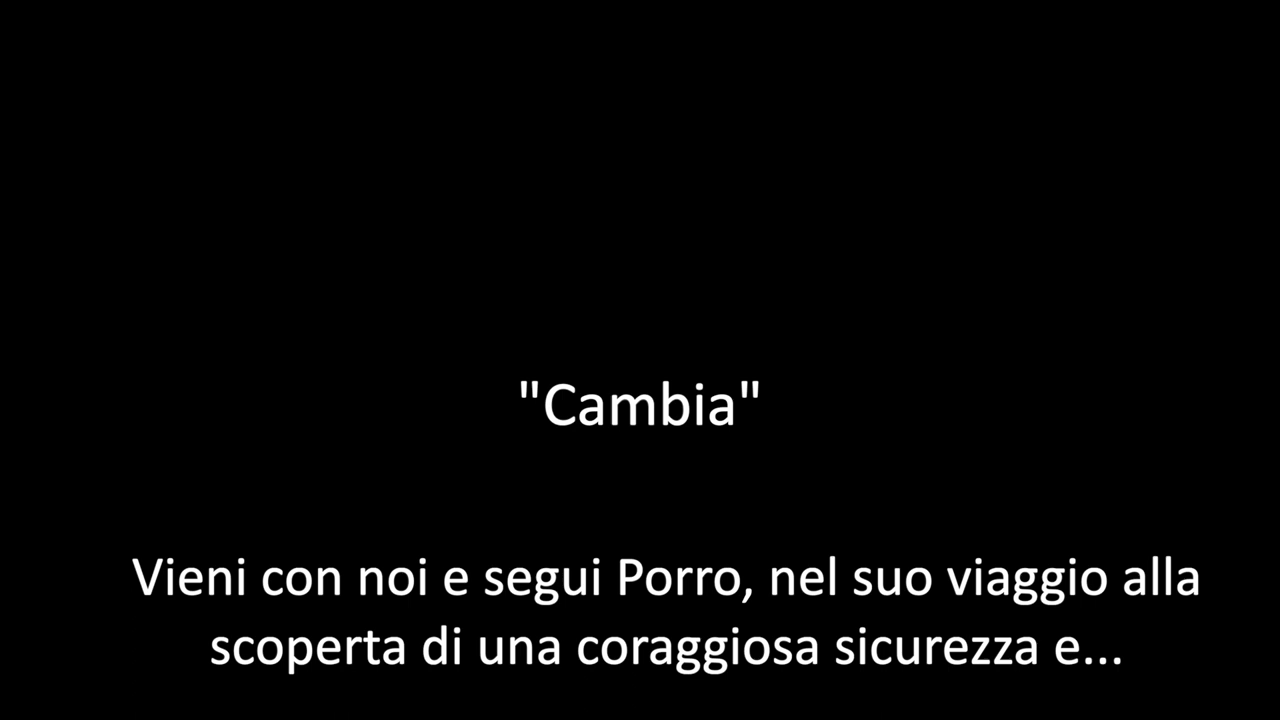 "Cambia"
Vieni con noi e segui Porro, nel suo viaggio alla
scoperta di una coraggiosa sicurezza e...